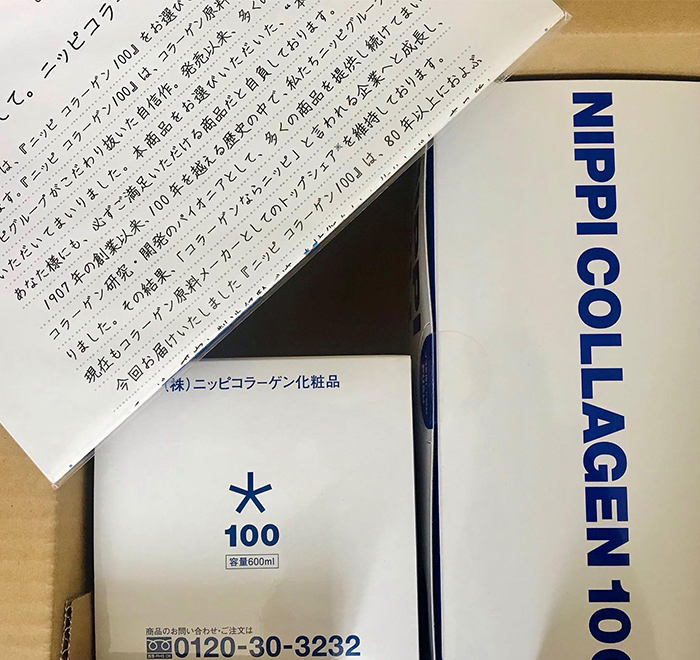 して。ニッピコラー
は、『ニッピ コラーゲン100』をお選び
ます。『ニッピ コラーゲン100』は、コラーゲン原料
ピグループがこだわり抜いた自信作。発売以来、多く
いただいてまいりました。本商品をお選びいただいた、“本
あなた様にも、必ずご満足いただける商品だと自負しております。
1907年の創業以来、100年を越える歴史の中で、私たちニッピグループ
コラーゲン研究・開発のパイオニアとして、多くの商品を提供し続けてまい
りました。その結果、「コラーゲンならニッピ」と言われる企業へと成長し、
現在もコラーゲン原料メーカーとしてのトップシェア※を維持しております。
今回お届けいたしました『ニッピ コラーゲン100』は、80年以上におよぶ
NIPPI COLLAGEN 100
(株)ニッピコラーゲン化粧品
100
容量600ml
商品のお問い合わせ・ご注文は
0120-30-3232